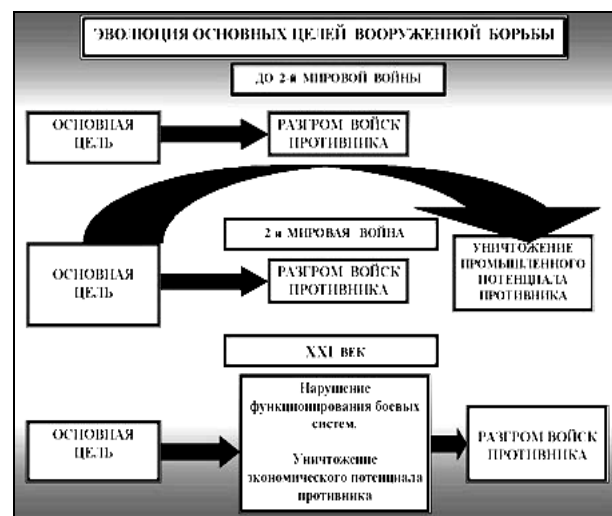 ЭВОЛЮЦИЯ ОСНОВНЫХ ЦЕЛЕЙ ВООРУЖЕННОЙ БОРЬБЫ
ДО 2-й МИРОВОЙ ВОЙНЫ
ОСНОВНАЯ
ЦЕЛЬ
РАЗГРОМ ВОЙСК
ПРОТИВНИКА
2 я МИРОВАЯ ВОЙНА
ОСНОВНАЯ
ЦЕЛЬ
РАЗГРОМ ВОЙСК
ПРОТИВНИКА
УНИЧТОЖЕНИЕ
ПРОМЫШЛЕННОГО
ПОТЕНЦИАЛА
ПРОТИВНИКА
XXI ВЕК
ОСНОВНАЯ
ЦЕЛЬ
Нарушение
функционирования боевых
систем.
Уничтожение
экономического потенциала
противника
РАЗГРОМ ВОЙСК
ПРОТИВНИКА